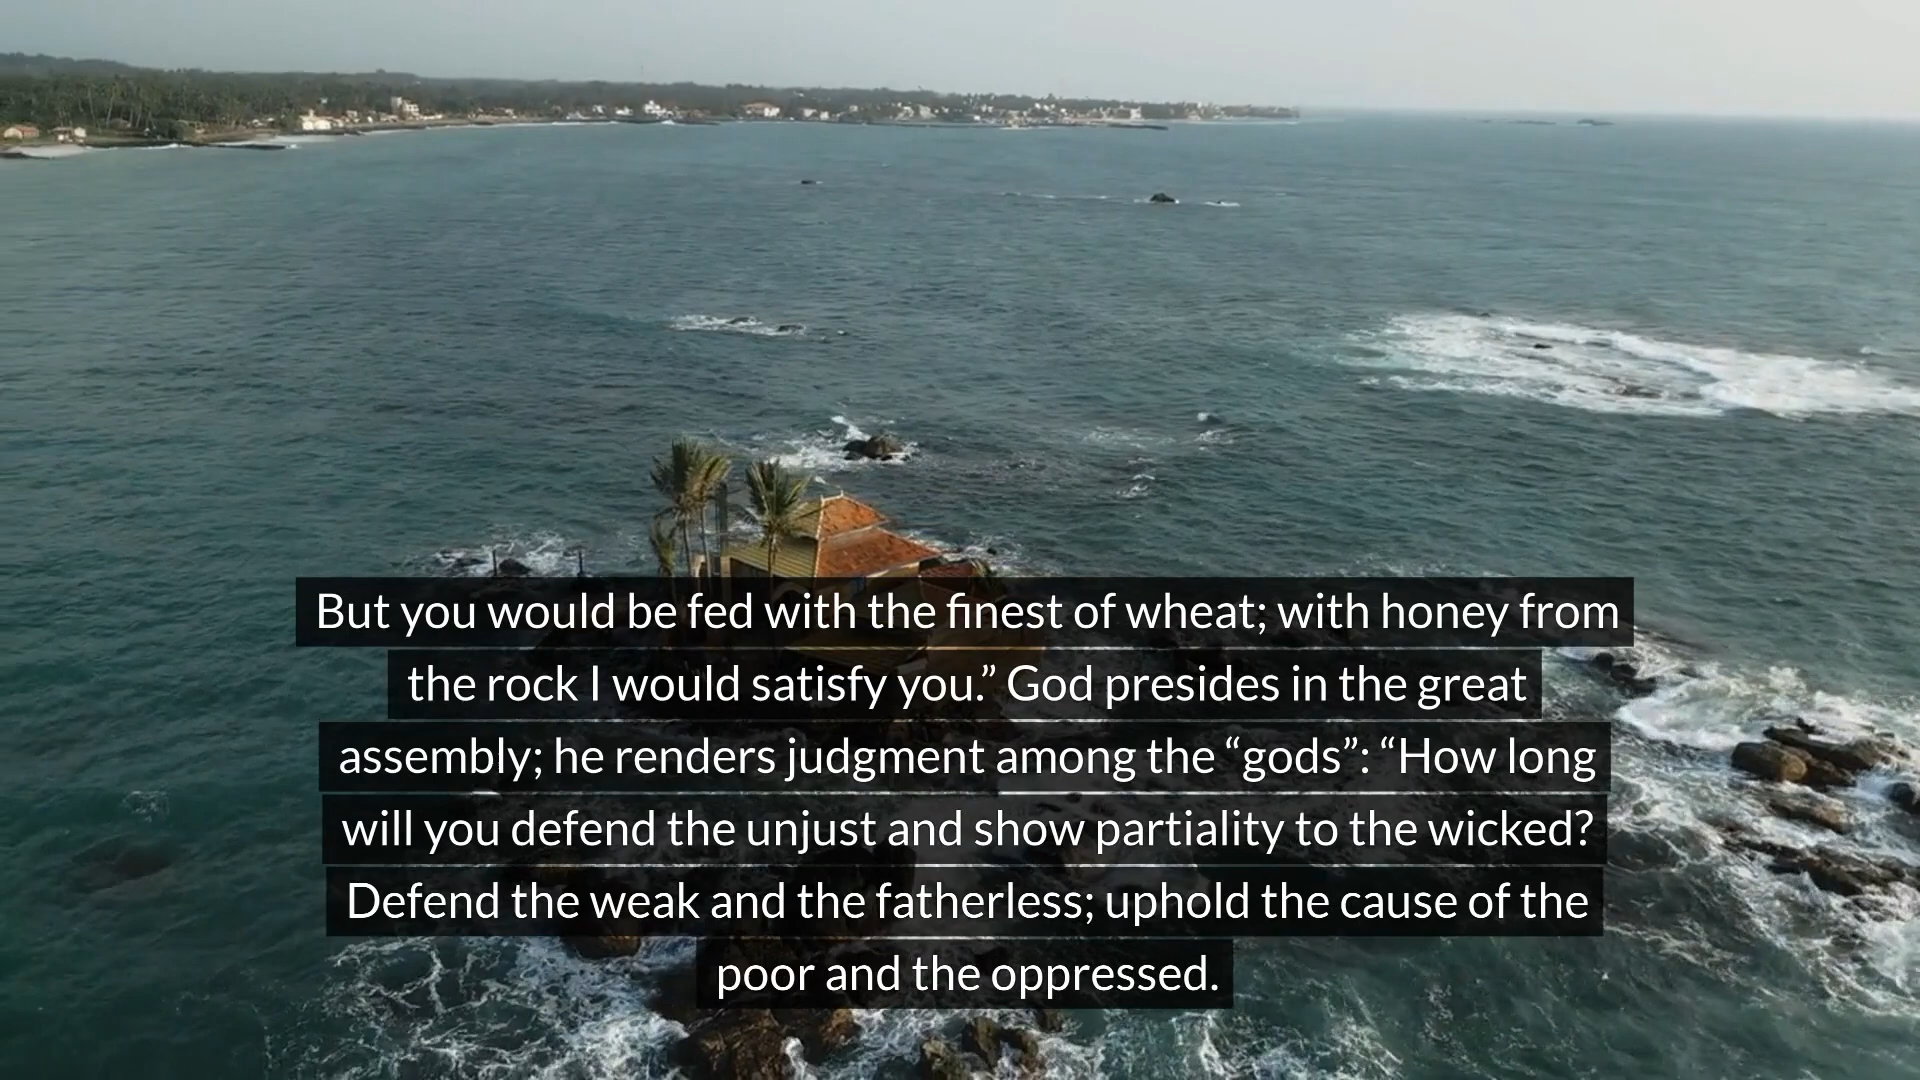 But you would be fed with the finest of wheat; with honey from
the rock I would satisfy you.” God presides in the great
assembly; he renders judgment among the “gods”: “How long
will you defend the unjust and show partiality to the wicked?
Defend the weak and the fatherless; uphold the cause of the
poor and the oppressed.